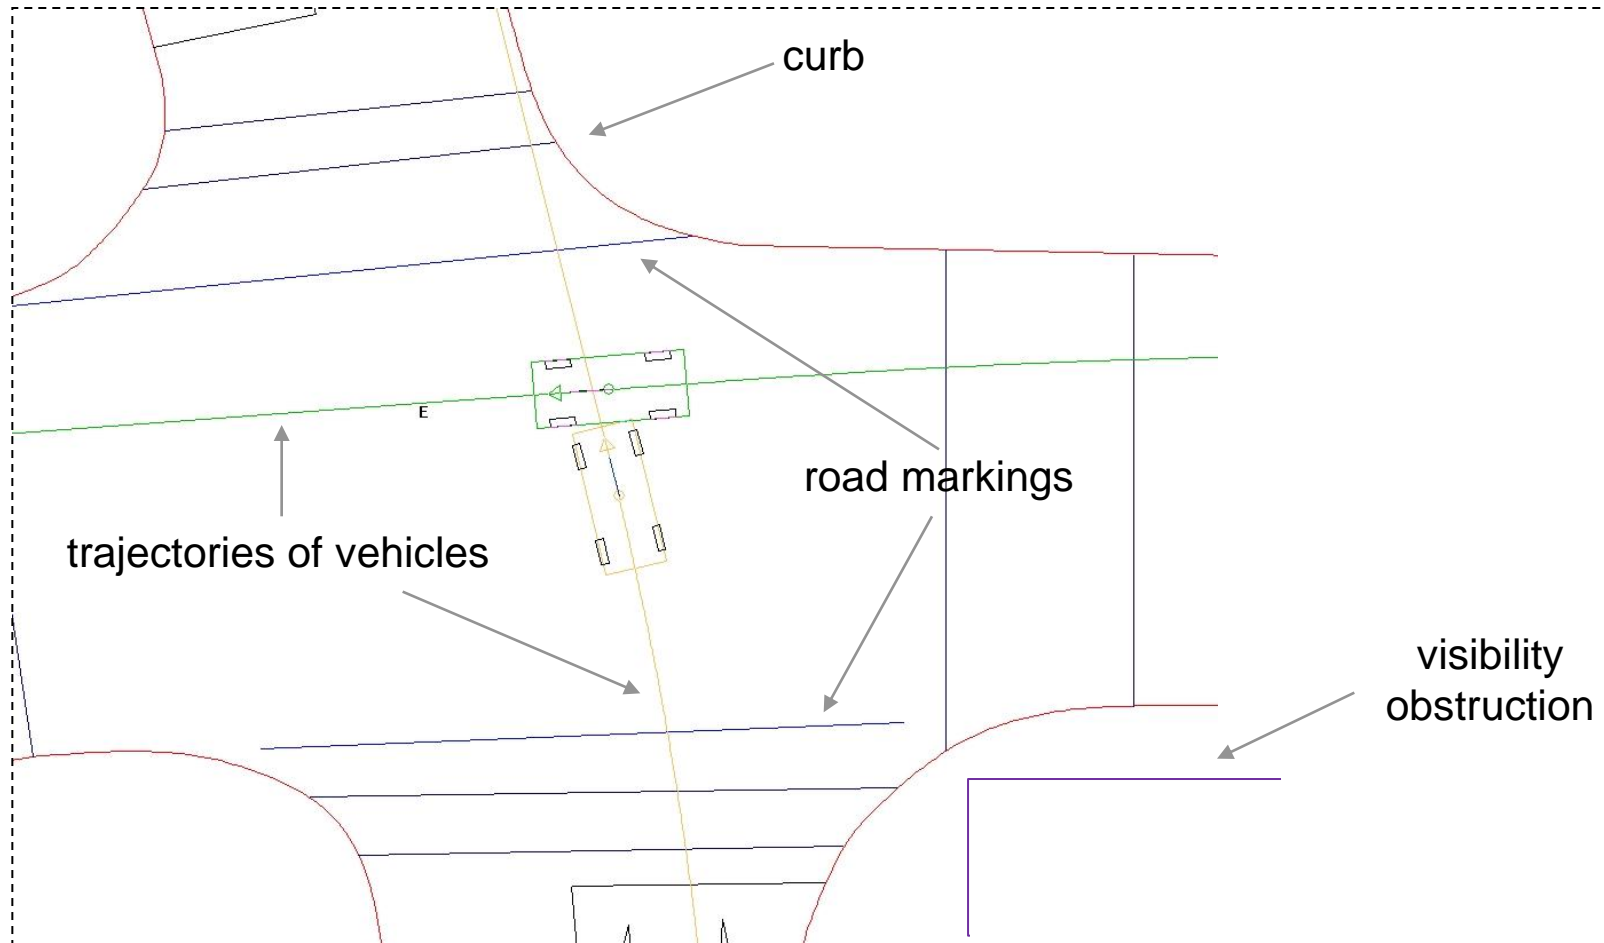 curb
E
road markings
trajectories of vehicles
visibility
obstruction